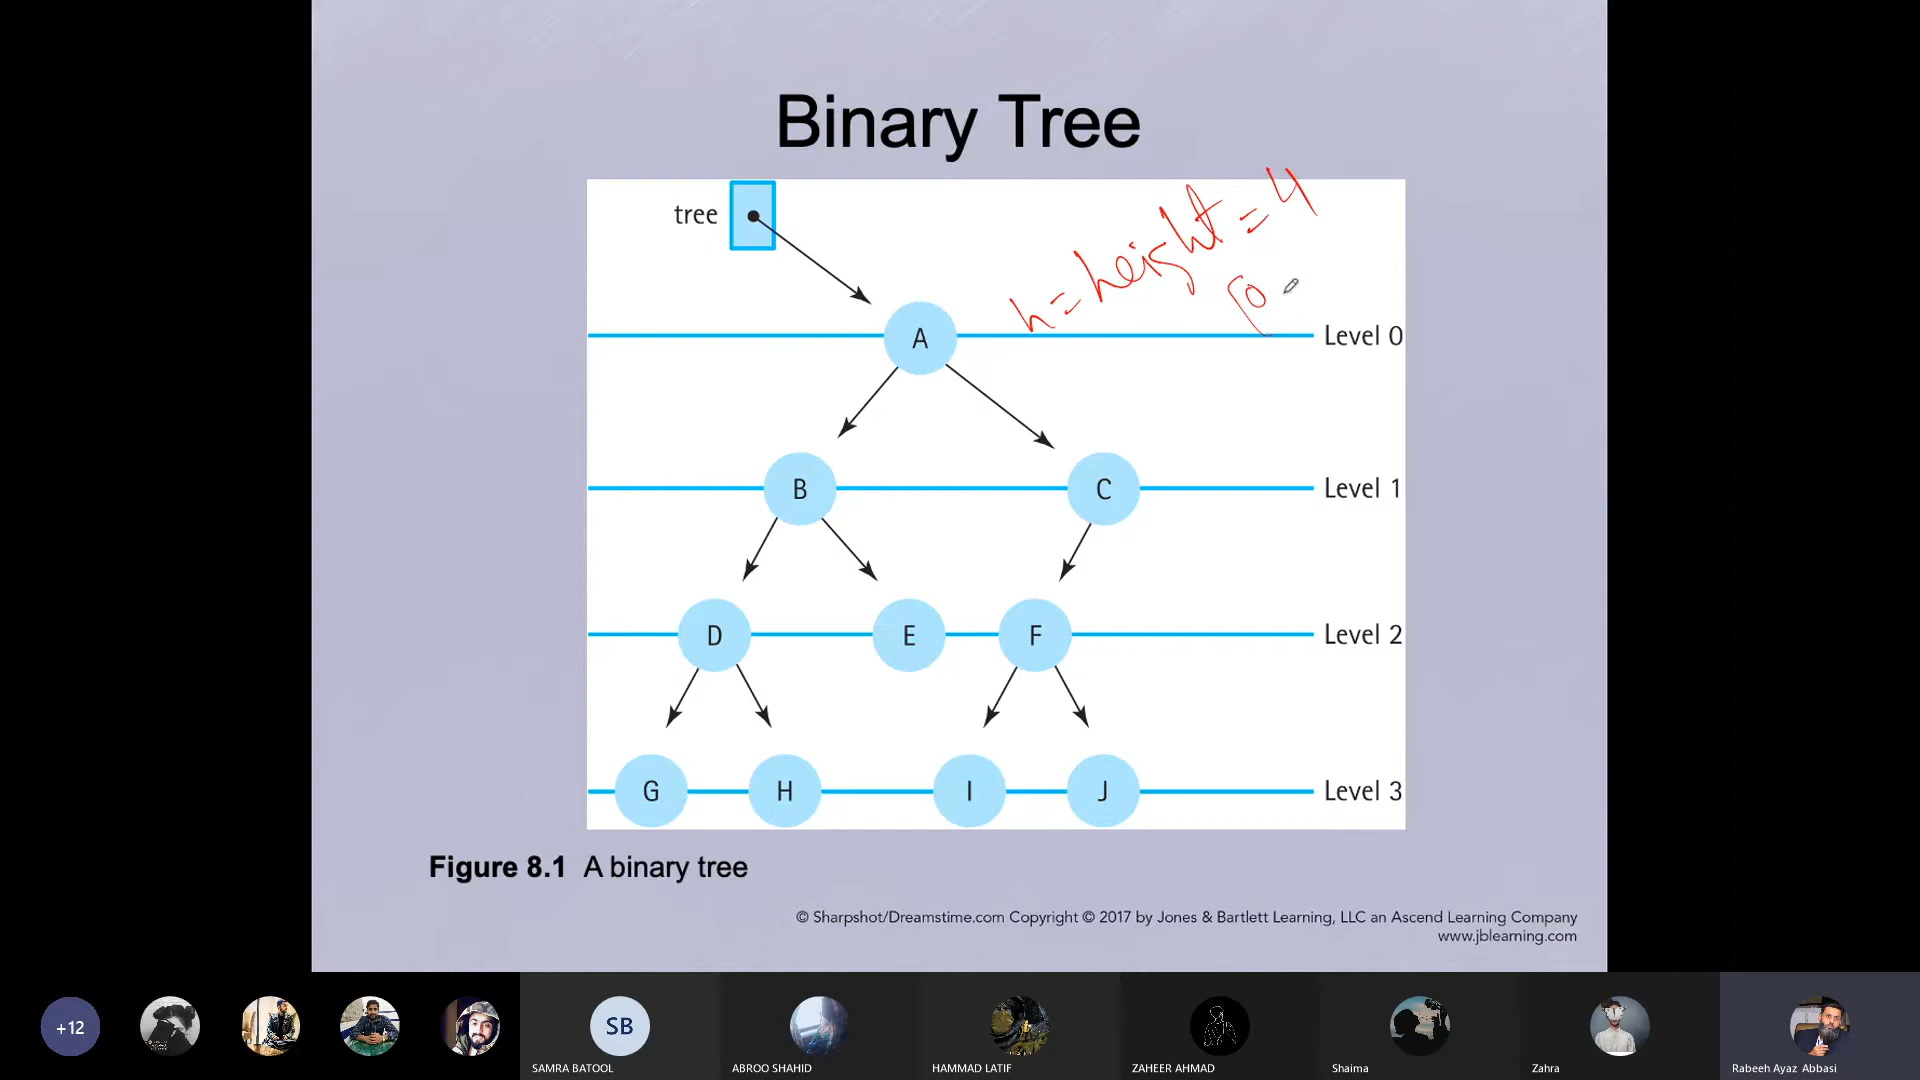 Binary Tree
tree
h = height = 4
[0
A
Level 0
B
C
Level 1
D
E
F
Level 2
G
H
I
J
Level 3
Figure 8.1 A binary tree
© Sharpshot/Dreamstime.com Copyright © 2017 by Jones & Bartlett Learning, LLC an Ascend Learning Company
www.jblearning.com
+12
SB
SAMRA BATOOL
ABROO SHAHID
HAMMAD LATIF
ZAHEER AHMAD
Shaima
Zahra
Rabeeh Ayaz Abbasi